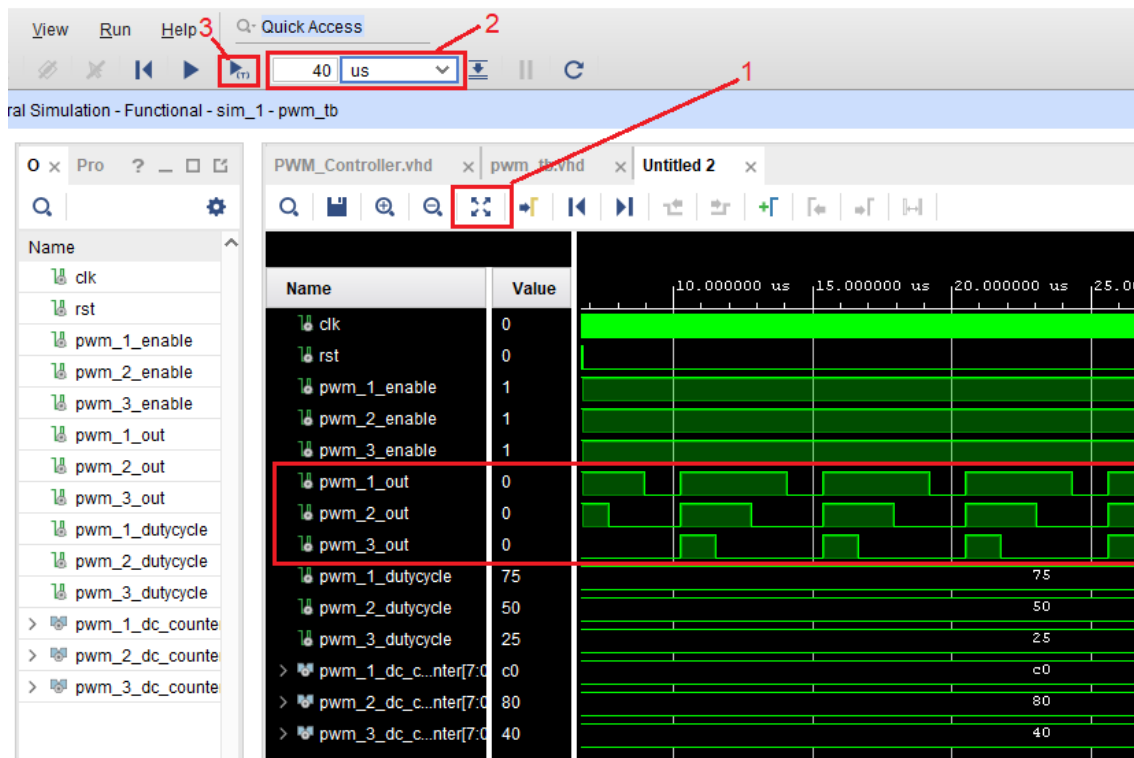 View Run Help 3 Quick Access 2
(T) 40 us
1
ral Simulation - Functional - sim_1 - pwm_tb
O × Pro ? PWM_Controller.vhd × pwm_tb.vhd × Untitled 2 ×
Name
clk
rst
pwm_1_enable
pwm_2_enable
pwm_3_enable
pwm_1_out
pwm_2_out
pwm_3_out
pwm_1_dutycycle
pwm_2_dutycycle
pwm_3_dutycycle
pwm_1_dc_counte
pwm_2_dc_counte
pwm_3_dc_counte
Name Value 10.000000 us 15.000000 us 20.000000 us 25.0
clk 0
rst 0
pwm_1_enable 1
pwm_2_enable 1
pwm_3_enable 1
pwm_1_out 0
pwm_2_out 0
pwm_3_out 0
pwm_1_dutycycle 75 75
pwm_2_dutycycle 50 50
pwm_3_dutycycle 25 25
pwm_1_dc_c...nter[7:0 c0 c0
pwm_2_dc_c...nter[7:0 80 80
pwm_3_dc_c...nter[7:0 40 40